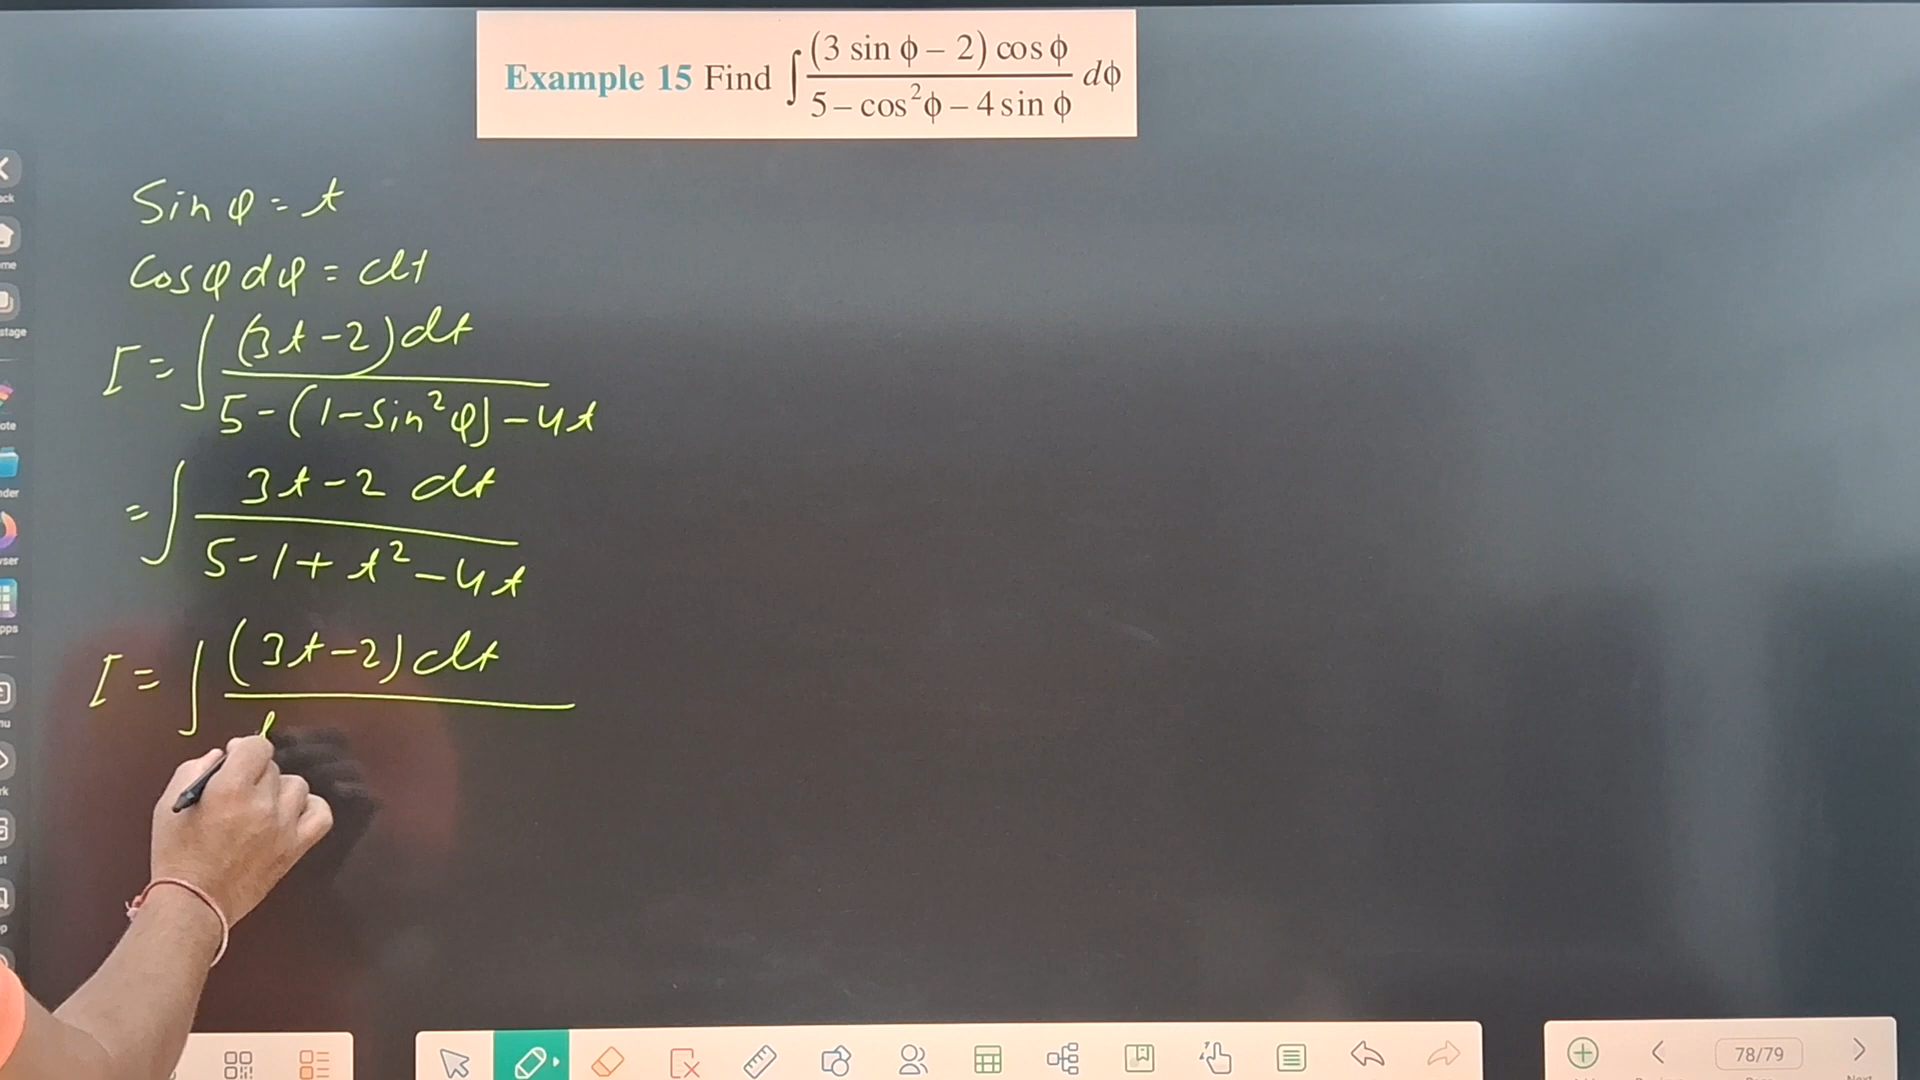 Example 15 Find ∫ (3 sin ϕ – 2) cos ϕ / 5 – cos²ϕ – 4 sin ϕ dϕ
Sin φ = t
Cos φ dφ = dt
I = ∫ (3t-2) dt / 5-(1-Sin²φ)-4t
= ∫ 3t-2 dt / 5-1+t²-4t
I = ∫ (3t-2) dt
78/79